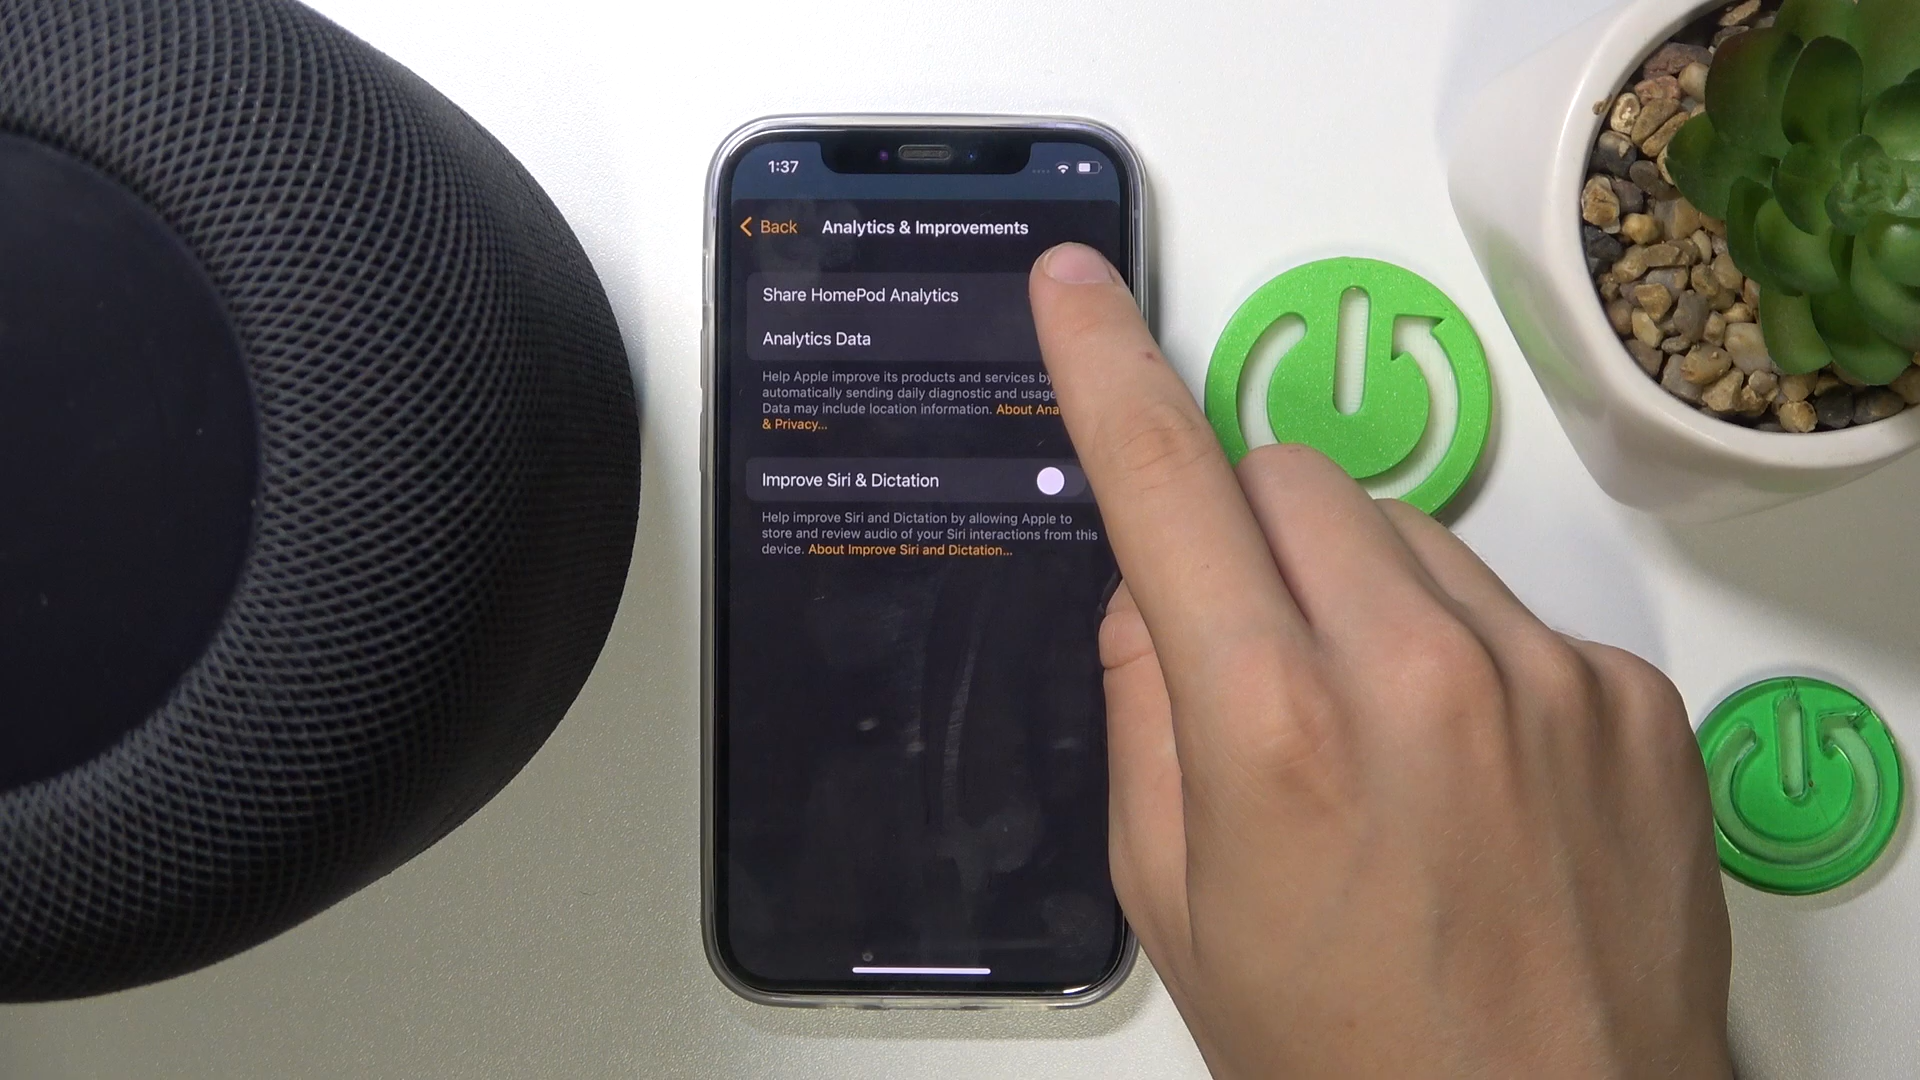 1:37
Back
Analytics & Improvements
Share HomePod Analytics
Analytics Data
Help Apple improve its products and services by
automatically sending daily diagnostic and usage
Data may include location information. About
& Privacy...
Improve Siri & Dictation
Help improve Siri and Dictation by allowing Apple to
store and review audio of your Siri interactions from this
device. About Improve Siri and Dictation...